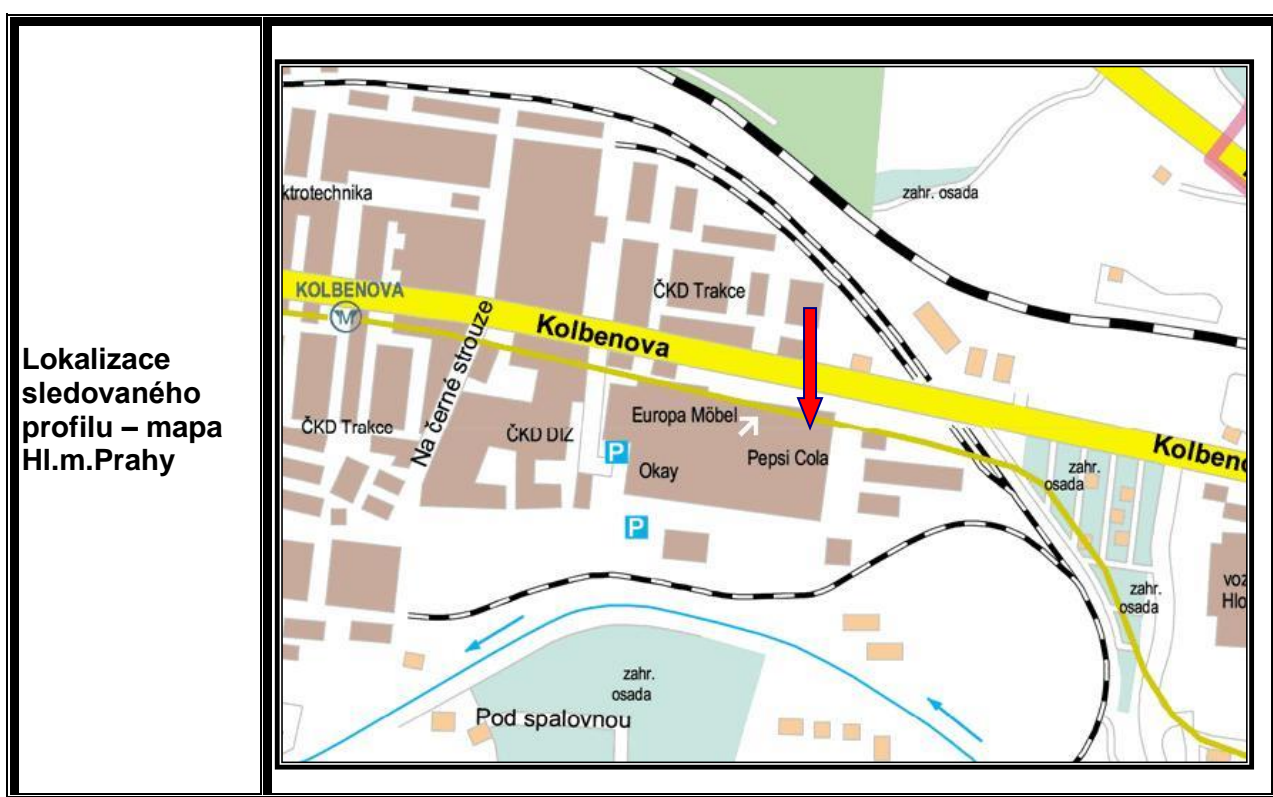 Lokalizace
sledovaného
profilu – mapa
Hl.m.Prahy
ktrotechnika
zahr. osada
KOLBENOVA
M
ČKD Trakce
Kolbenova
Na černé strouze
Europa Möbel
ČKD Trakce
ČKD DIZ
P
Okay
Pepsi Cola
Kolben
zahr.
osada
P
zahr.
osada
voz
Hlo
zahr.
osada
Pod spalovnou